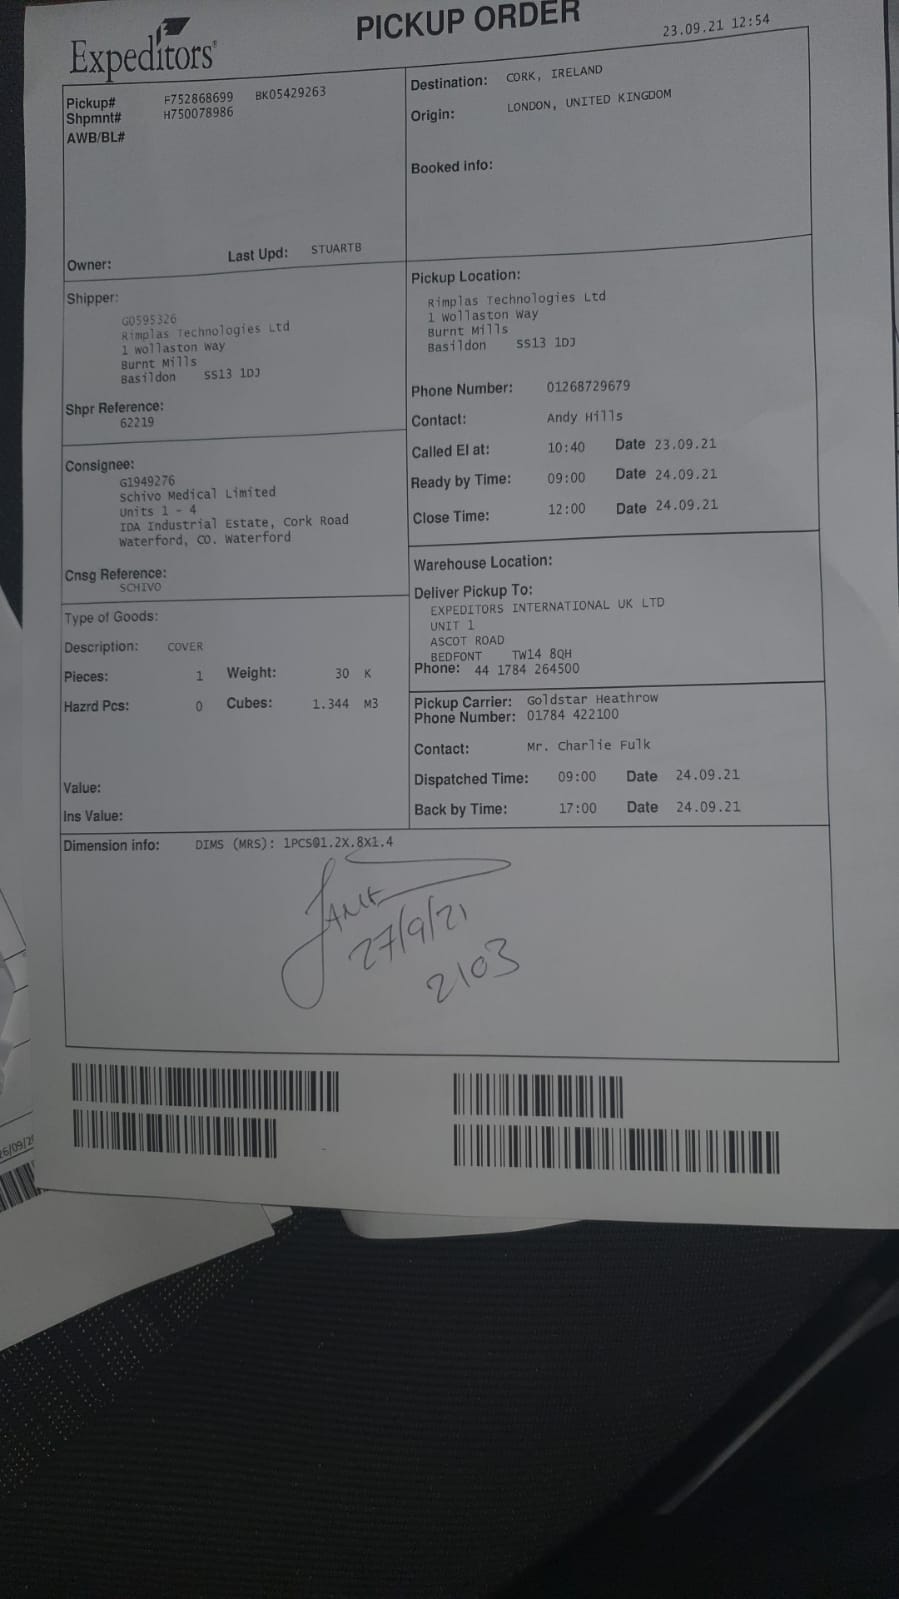 Expeditors
PICKUP ORDER
23.09.21 12:54
Pickup# F752868699 BK05429263
Shpmnt# H750078986
AWB/BL#
Owner: Last Upd: STUARTB
Destination: CORK, IRELAND
Origin: LONDON, UNITED KINGDOM
Booked info:
Shipper:
G0595326
Rimplas Technologies Ltd
1 Wollaston Way
Burnt Mills
Basildon SS13 1DJ
Shpr Reference:
62219
Consignee:
G1949276
Schivo Medical Limited
Units 1 - 4
IDA Industrial Estate, Cork Road
Waterford, CO. Waterford
Cnsg Reference:
SCHIVO
Type of Goods:
Description: COVER
Pieces: 1 Weight: 30 K
Hazrd Pcs: 0 Cubes: 1.344 M3
Value:
Ins Value:
Pickup Location:
Rimplas Technologies Ltd
1 Wollaston Way
Burnt Mills
Basildon SS13 1DJ
Phone Number: 01268729679
Contact: Andy Hills
Called EI at: 10:40 Date 23.09.21
Ready by Time: 09:00 Date 24.09.21
Close Time: 12:00 Date 24.09.21
Warehouse Location:
Deliver Pickup To:
EXPEDITORS INTERNATIONAL UK LTD
UNIT 1
ASCOT ROAD
BEDFONT TW14 8QH
Phone: 44 1784 264500
Pickup Carrier: Goldstar Heathrow
Phone Number: 01784 422100
Contact: Mr. Charlie Fulk
Dispatched Time: 09:00 Date 24.09.21
Back by Time: 17:00 Date 24.09.21
Dimension info: DIMS (MRS): 1PCS@1.2X.8X1.4
27/9/21
2103